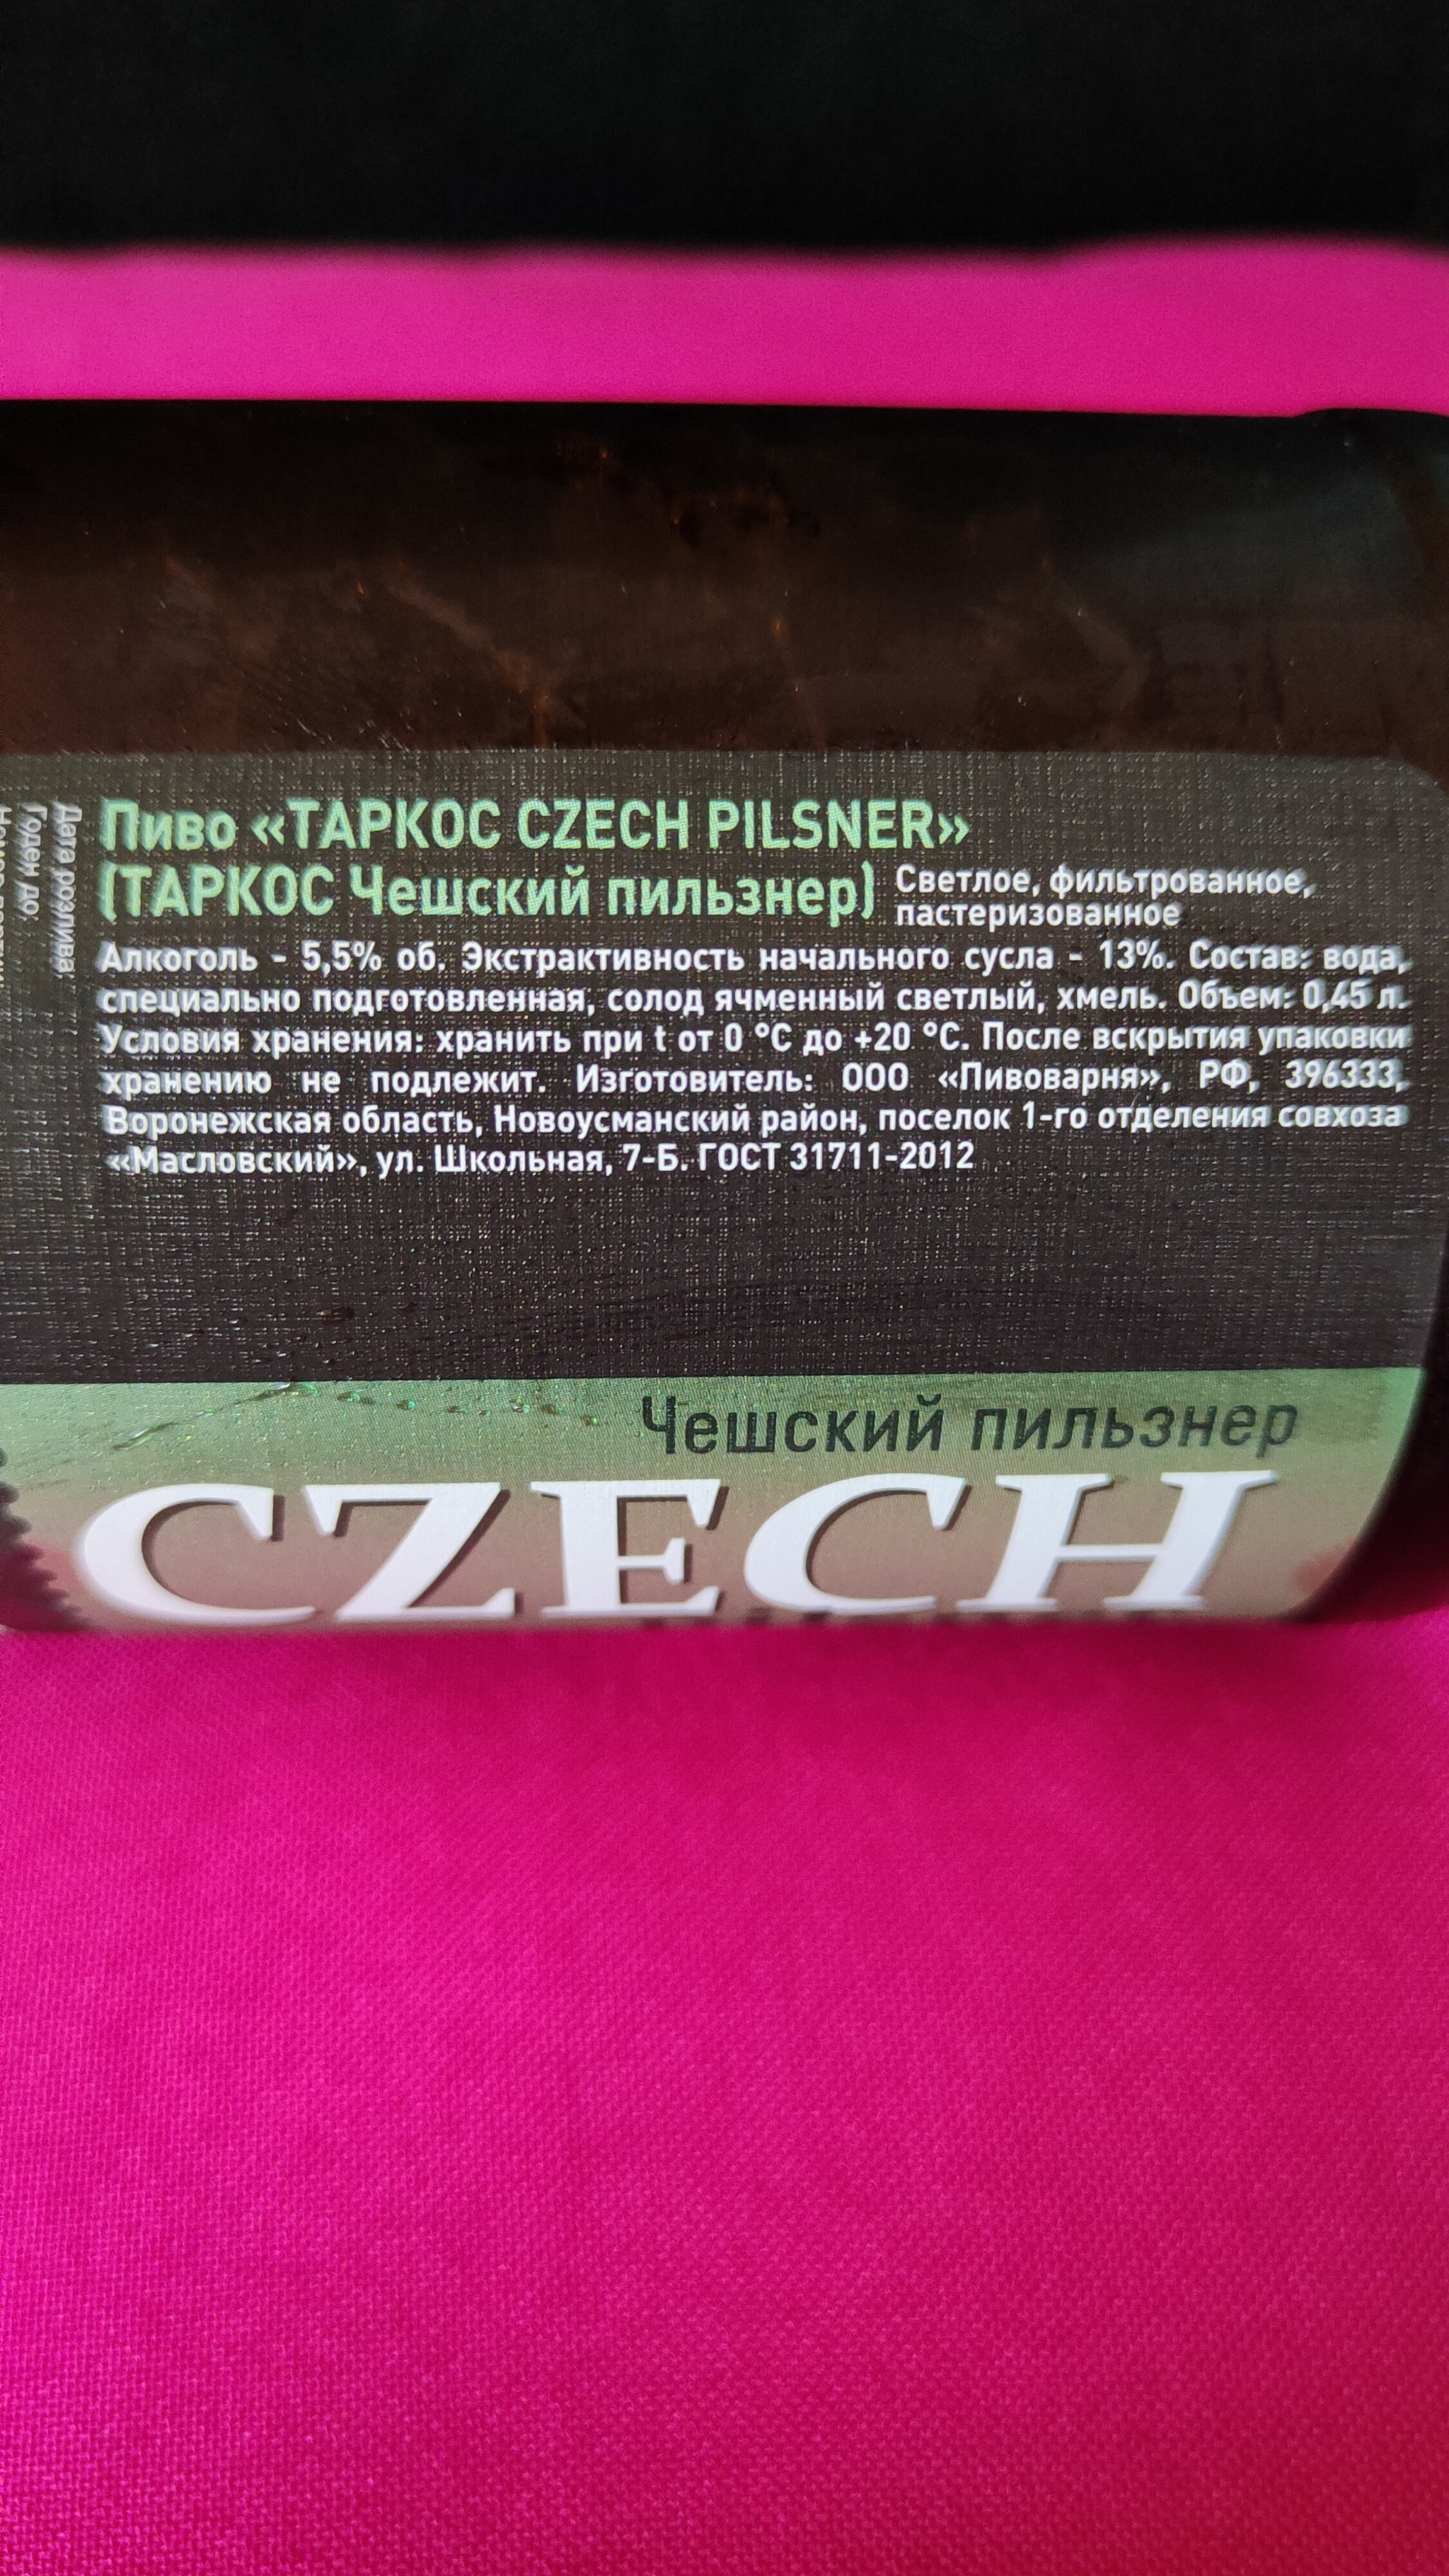 Дата розлива,
Годен до,
Пиво «ТАРКОС CZECH PILSNER»
(ТАРКОС Чешский пильзнер) Светлое, фильтрованное,
пастеризованное
Алкоголь - 5,5% об. Экстрактивность начального сусла - 13%. Состав: вода,
специально подготовленная, солод ячменный светлый, хмель. Объем: 0,45 л.
Условия хранения: хранить при t от 0 °C до +20 °C. После вскрытия упаковки
хранению не подлежит. Изготовитель: ООО «Пивоварня», РФ, 396333,
Воронежская область, Новоусманский район, поселок 1-го отделения совхоза
«Масловский», ул. Школьная, 7-Б. ГОСТ 31711-2012
Чешский пильзнер
CZECH